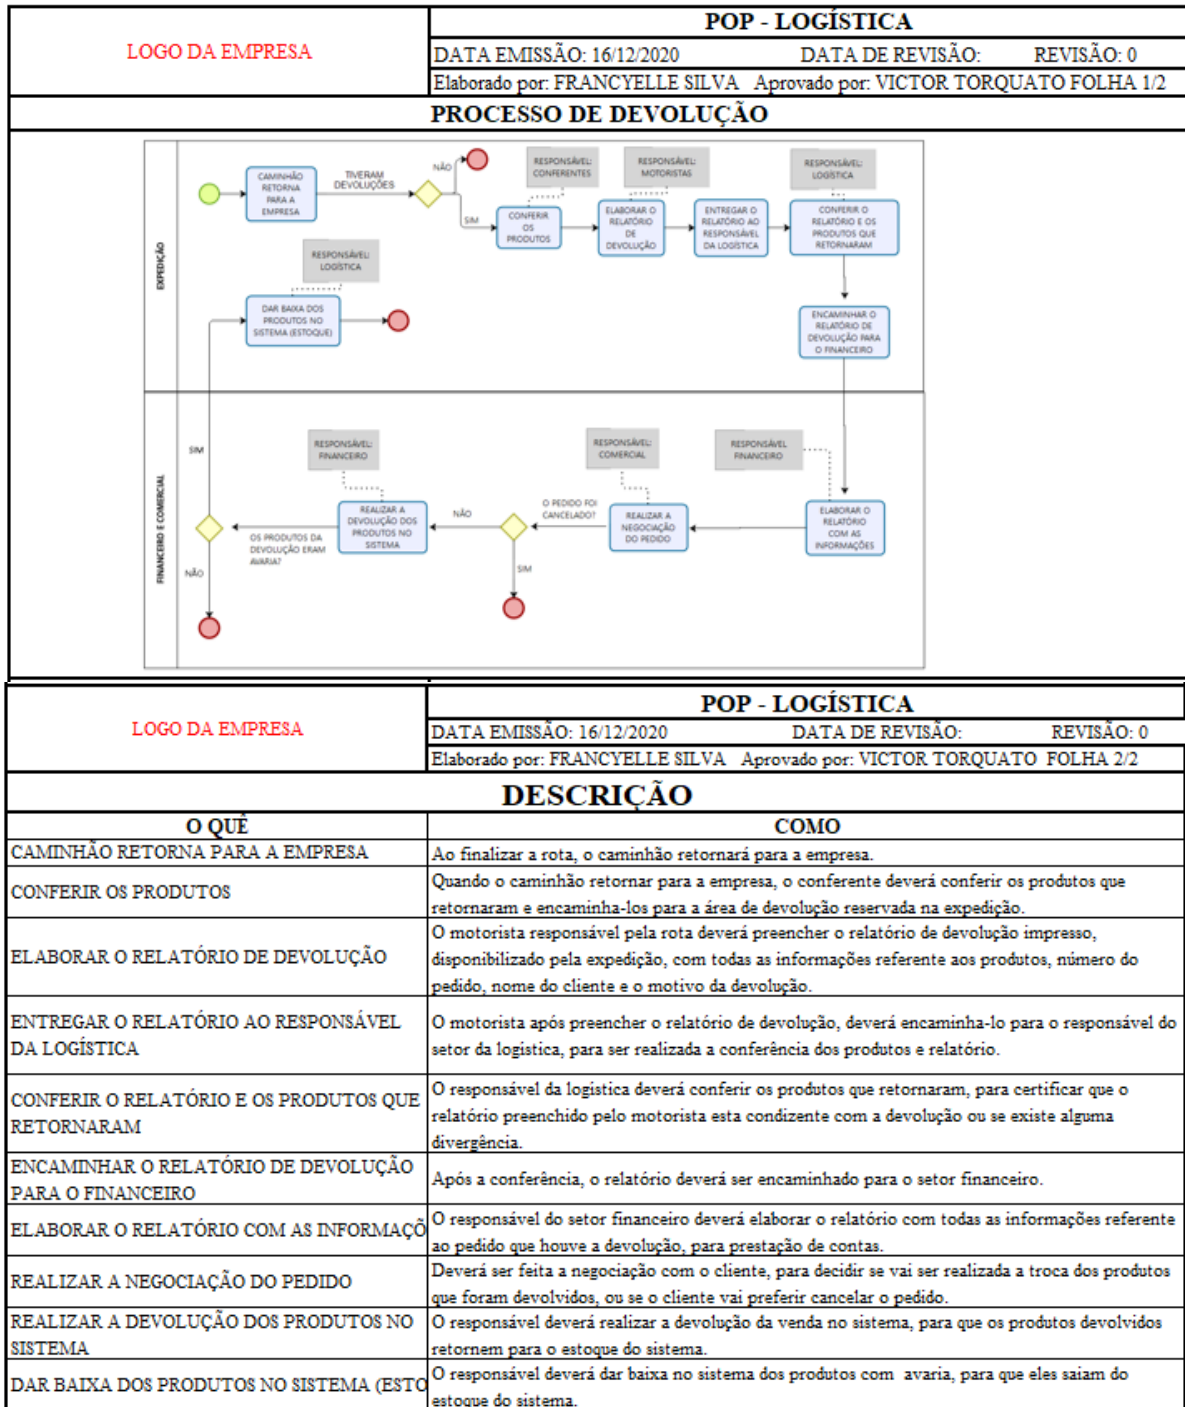 LOGO DA EMPRESA
POP - LOGÍSTICA
DATA EMISSÃO: 16/12/2020 DATA DE REVISÃO: REVISÃO: 0
Elaborado por: FRANCYELLE SILVA Aprovado por: VICTOR TORQUATO FOLHA 1/2
PROCESSO DE DEVOLUÇÃO
EXPEDIÇÃO
CAMINHÃO
RETORNA
PARA A
EMPRESA
TIVERAM
DEVOLUÇÕES
NÃO
SIM
RESPONSÁVEL:
CONFERENTES
CONFERIR
OS
PRODUTOS
RESPONSÁVEL:
MOTORISTAS
ELABORAR O
RELATÓRIO
DE
DEVOLUÇÃO
ENTREGAR O
RELATÓRIO AO
RESPONSÁVEL
DA LOGÍSTICA
RESPONSÁVEL:
LOGÍSTICA
CONFERIR O
RELATÓRIO E OS
PRODUTOS QUE
RETORNARAM
RESPONSÁVEL:
LOGÍSTICA
DAR BAIXA DOS
PRODUTOS NO
SISTEMA (ESTOQUE)
ENCAMINHAR O
RELATÓRIO DE
DEVOLUÇÃO PARA
O FINANCEIRO
FINANCEIRO E COMERCIAL
RESPONSÁVEL
FINANCEIRO
ELABORAR O
RELATÓRIO
COM AS
INFORMAÇÕES
RESPONSÁVEL:
COMERCIAL
REALIZAR A
NEGOCIAÇÃO
DO PEDIDO
O PEDIDO FOI
CANCELADO?
SIM
NÃO
RESPONSÁVEL:
FINANCEIRO
REALIZAR A
DEVOLUÇÃO DOS
PRODUTOS NO
SISTEMA
OS PRODUTOS DA
DEVOLUÇÃO ERAM
AVARIA?
SIM
NÃO
LOGO DA EMPRESA
POP - LOGÍSTICA
DATA EMISSÃO: 16/12/2020 DATA DE REVISÃO: REVISÃO: 0
Elaborado por: FRANCYELLE SILVA Aprovado por: VICTOR TORQUATO FOLHA 2/2
DESCRIÇÃO
O QUÊ
COMO
CAMINHÃO RETORNA PARA A EMPRESA
Ao finalizar a rota, o caminhão retornará para a empresa.
CONFERIR OS PRODUTOS
Quando o caminhão retornar para a empresa, o conferente deverá conferir os produtos que
retornaram e encaminha-los para a área de devolução reservada na expedição.
ELABORAR O RELATÓRIO DE DEVOLUÇÃO
O motorista responsável pela rota deverá preencher o relatório de devolução impresso,
disponibilizado pela expedição, com todas as informações referente aos produtos, número do
pedido, nome do cliente e o motivo da devolução.
ENTREGAR O RELATÓRIO AO RESPONSÁVEL
DA LOGÍSTICA
O motorista após preencher o relatório de devolução, deverá encaminha-lo para o responsável do
setor da logistica, para ser realizada a conferência dos produtos e relatório.
CONFERIR O RELATÓRIO E OS PRODUTOS QUE
RETORNARAM
O responsável da logística deverá conferir os produtos que retornaram, para certificar que o
relatório preenchido pelo motorista esta condizente com a devolução ou se existe alguma
divergência.
ENCAMINHAR O RELATÓRIO DE DEVOLUÇÃO
PARA O FINANCEIRO
Após a conferência, o relatório deverá ser encaminhado para o setor financeiro.
ELABORAR O RELATÓRIO COM AS INFORMAÇÕ
O responsável do setor financeiro deverá elaborar o relatório com todas as informações referente
ao pedido que houve a devolução, para prestação de contas.
REALIZAR A NEGOCIAÇÃO DO PEDIDO
Deverá ser feita a negociação com o cliente, para decidir se vai ser realizada a troca dos produtos
que foram devolvidos, ou se o cliente vai preferir cancelar o pedido.
REALIZAR A DEVOLUÇÃO DOS PRODUTOS NO
SISTEMA
O responsável deverá realizar a devolução da venda no sistema, para que os produtos devolvidos
retornem para o estoque do sistema.
DAR BAIXA DOS PRODUTOS NO SISTEMA (ESTO
O responsável deverá dar baixa no sistema dos produtos com avaria, para que eles saiam do
estoque do sistema.